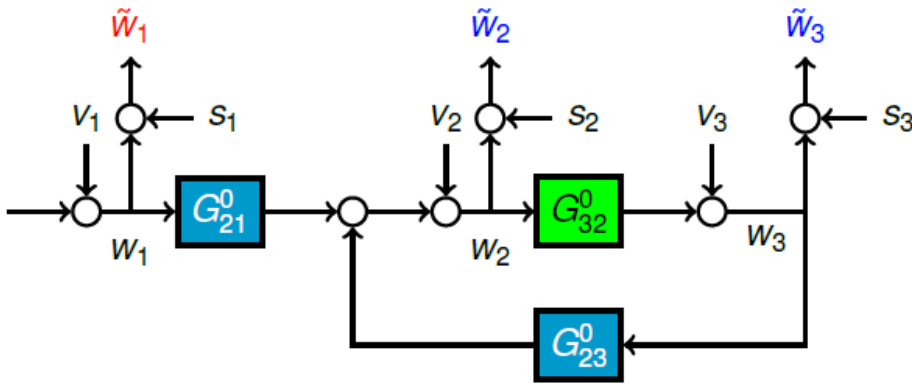 w̃₁ w̃₂ w̃₃
v₁ s₁ v₂ s₂ v₃ s₃
G⁰₂₁ G⁰₃₂
w₁ w₂ w₃
G⁰₂₃